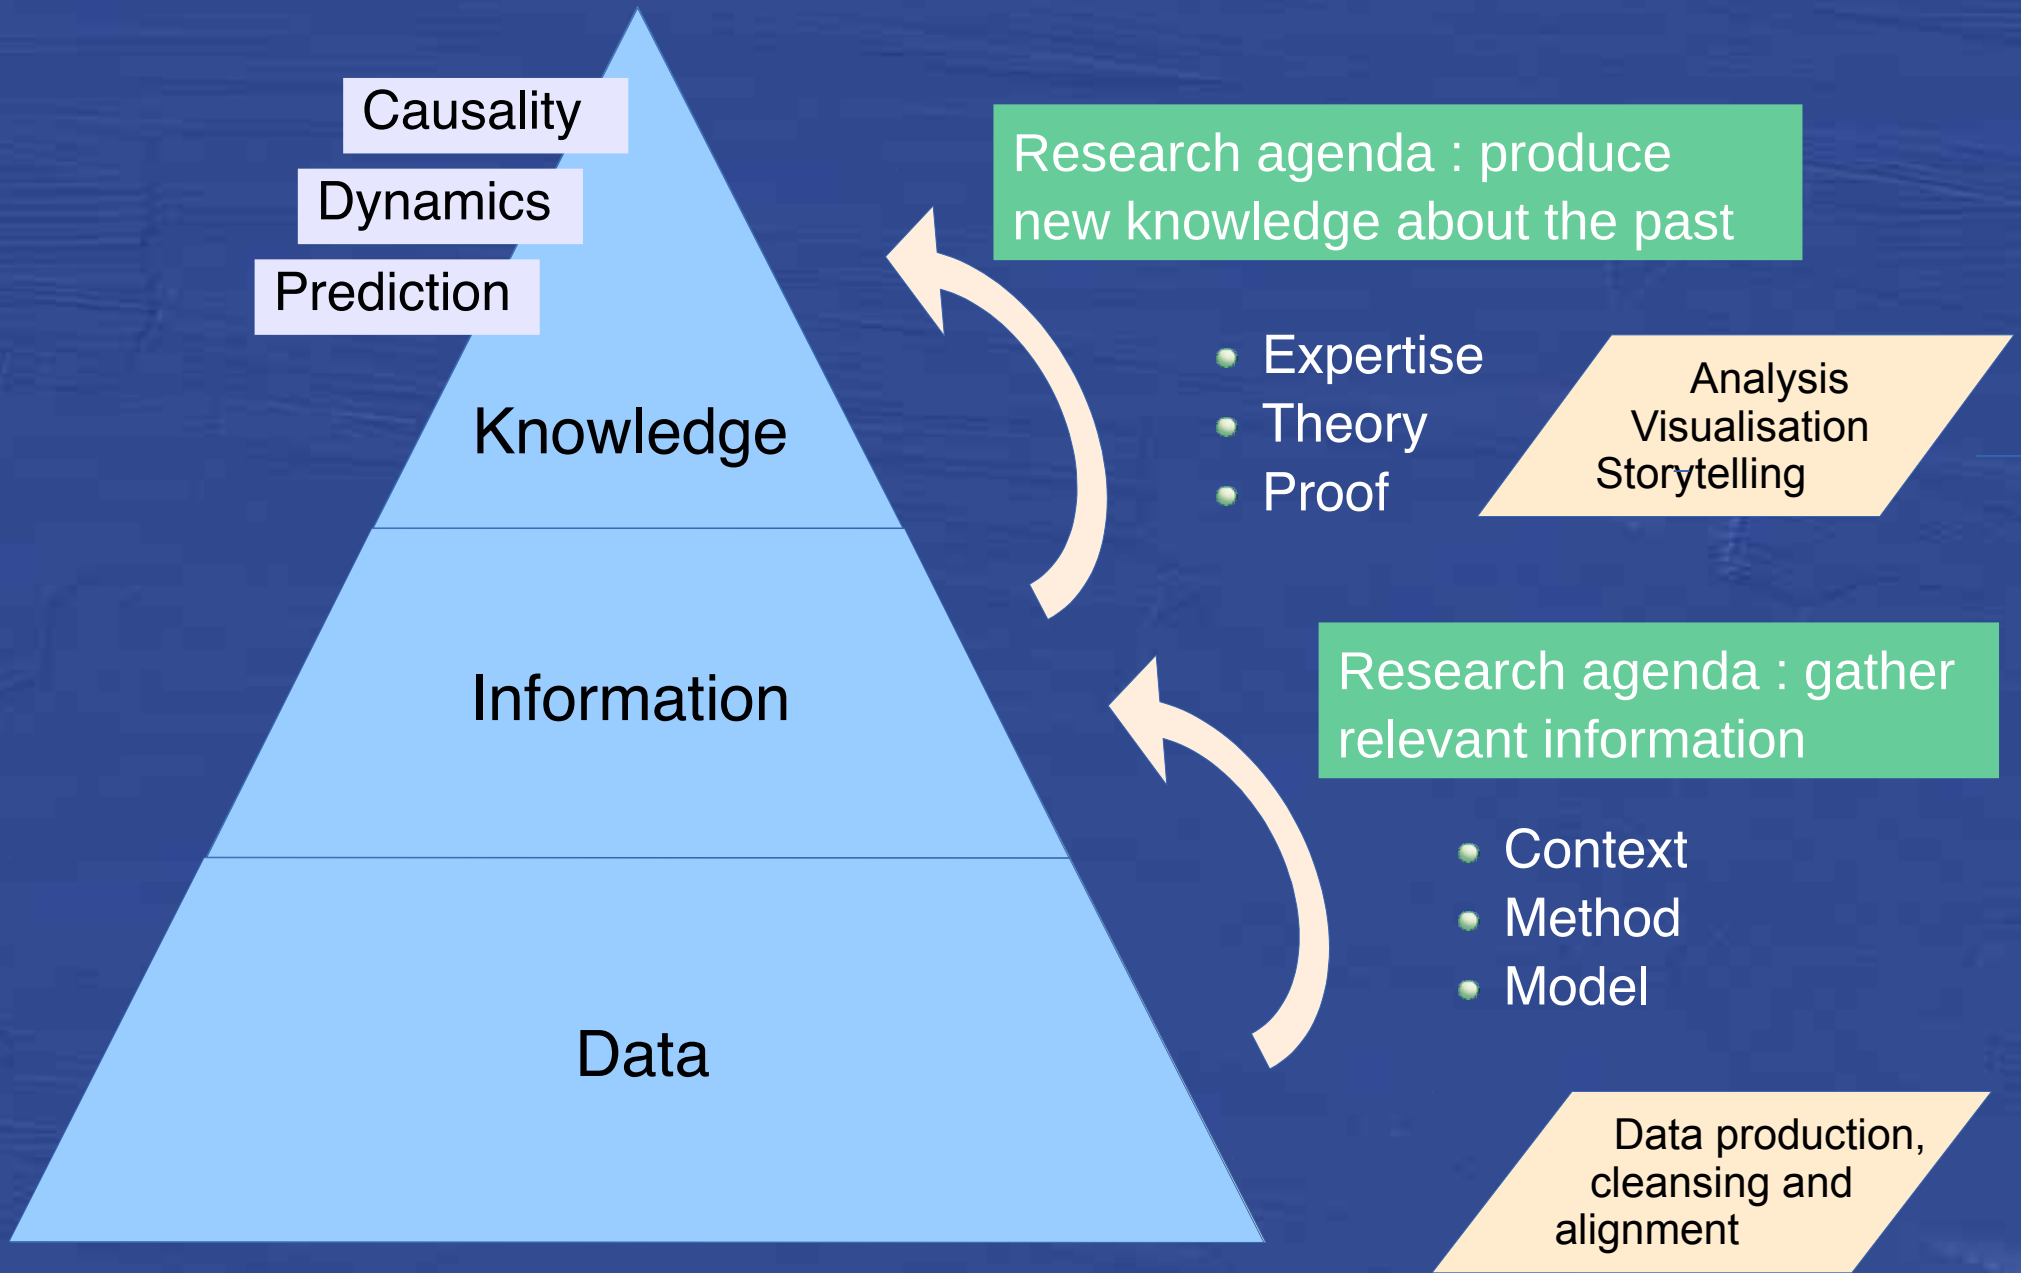 Causality
Dynamics
Prediction
Knowledge
Information
Data
Research agenda : produce
new knowledge about the past
Expertise
Theory
Proof
Analysis
Visualisation
Storytelling
Research agenda : gather
relevant information
Context
Method
Model
Data production,
cleansing and
alignment